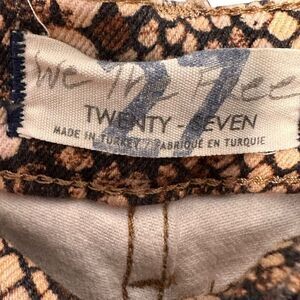 We The Free
27
TWENTY - SEVEN
MADE IN TURKEY / FABRIQUÉ EN TURQUIE